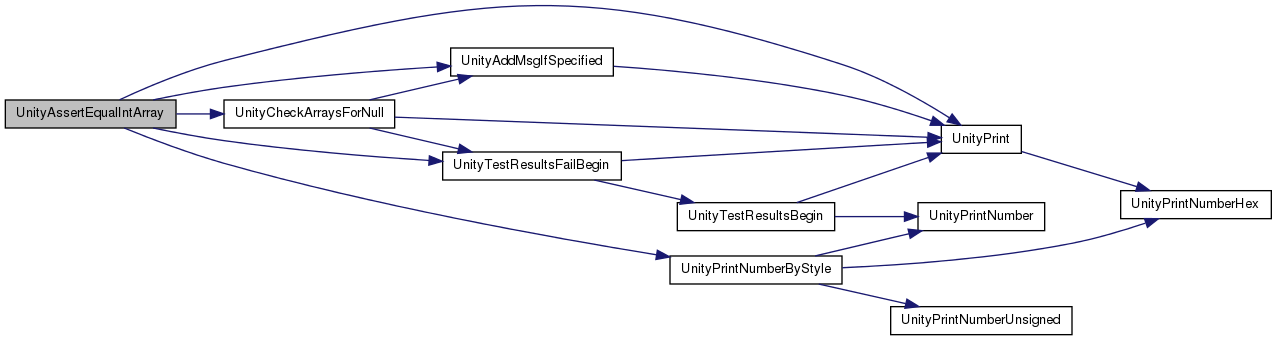 UnityAddMsgIfSpecified
UnityAssertEqualIntArray
UnityCheckArraysForNull
UnityPrint
UnityTestResultsFailBegin
UnityPrintNumberHex
UnityTestResultsBegin
UnityPrintNumber
UnityPrintNumberByStyle
UnityPrintNumberUnsigned